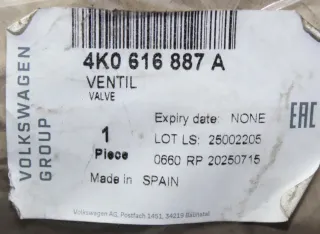 VOLKSWAGEN
GROUP
4K0 616 887 A
VENTIL
VALVE
1
Piece
Expiry date: NONE
LOT LS: 25002205
0660 RP 20250715
Made in SPAIN
EAC
Volkswagen AG, Postfach 1451, 34219 Baunatal